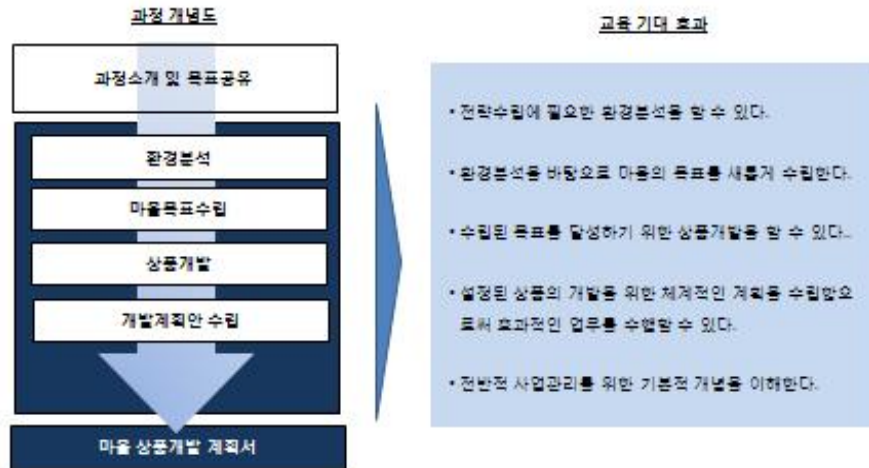 과정 개념도
과정소개 및 목표공유
환경분석
마을목표수립
상품개발
개발계획안 수립
마을 상품개발 계획서
교육 기대 효과
• 전략수립에 필요한 환경분석을 할 수 있다.
• 환경분석을 바탕으로 마을의 목표를 새롭게 수립한다.
• 수립된 목표를 달성하기 위한 상품개발을 할 수 있다..
• 설정된 상품의 개발을 위한 체계적인 계획을 수립함으
로써 효과적인 업무를 수행할 수 있다.
• 전반적 사업관리를 위한 기본적 개념을 이해한다.